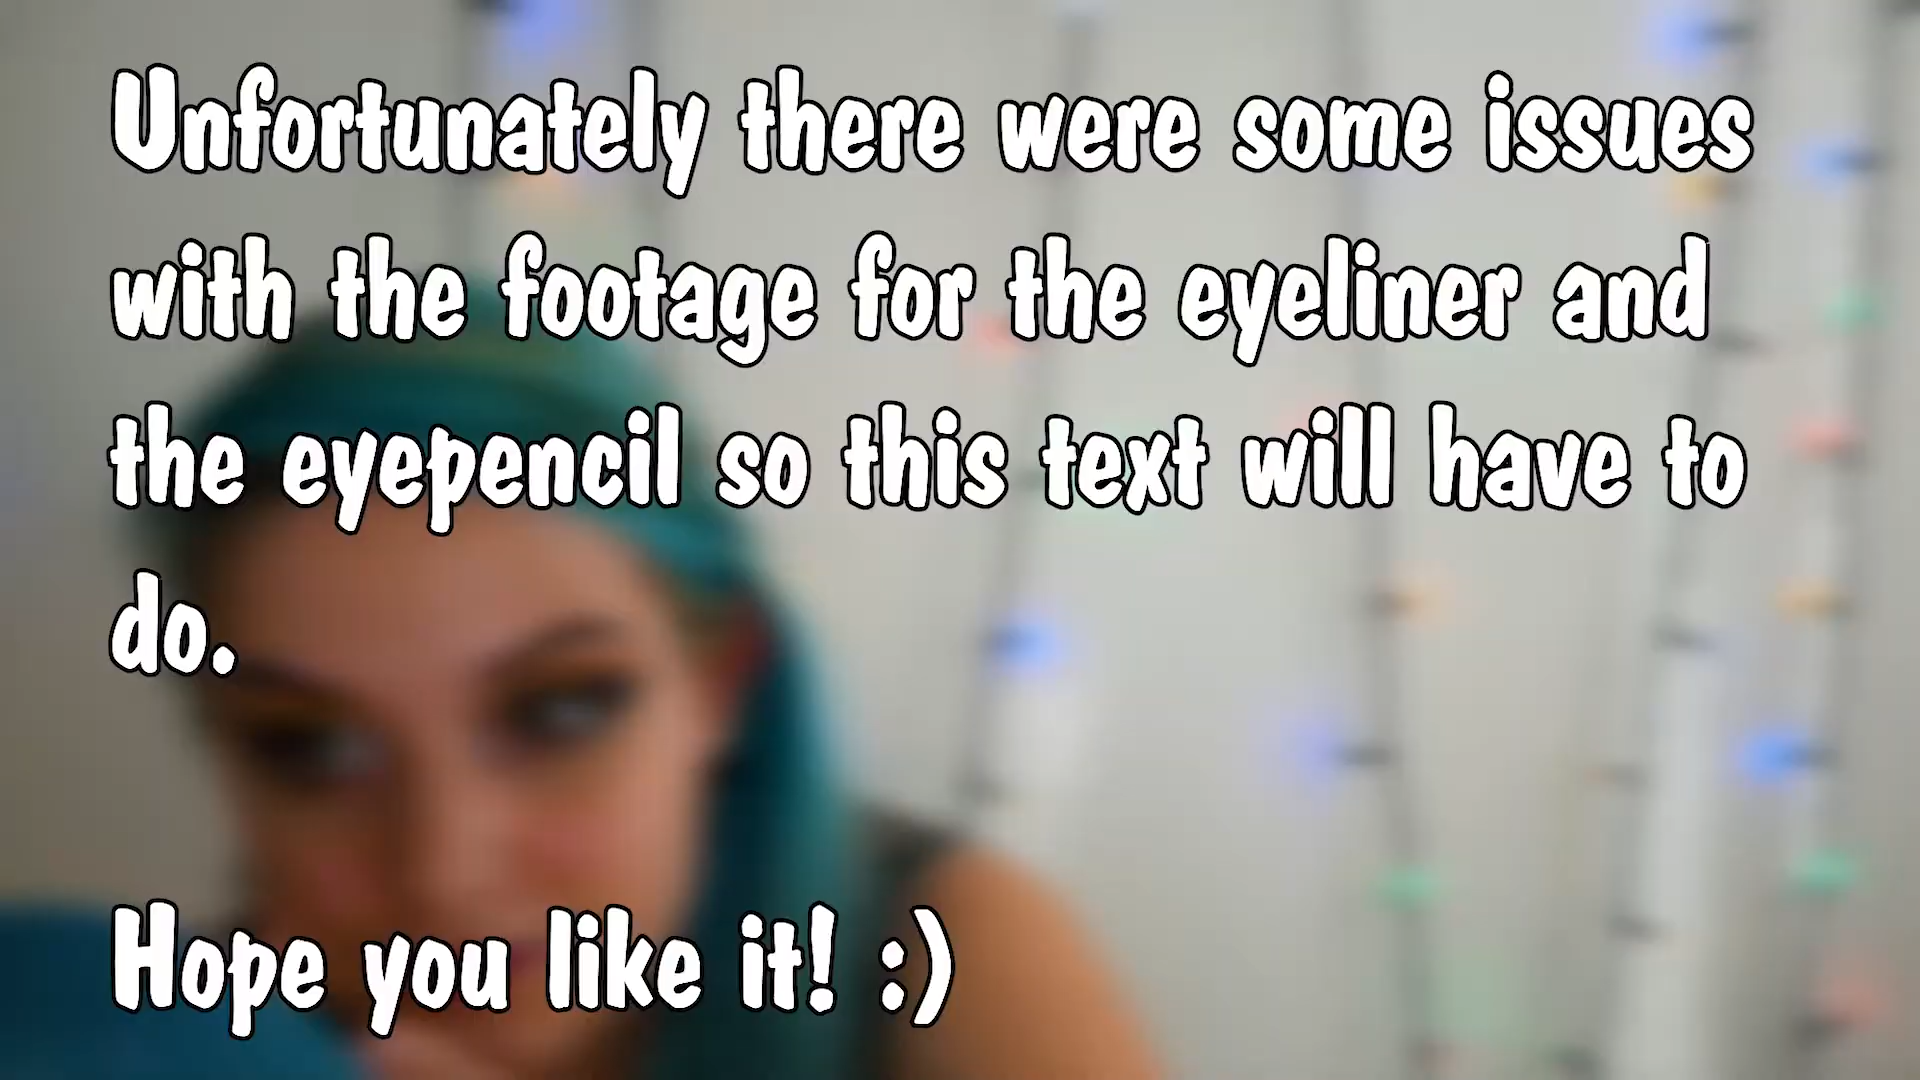 Unfortunately there were some issues
with the footage for the eyeliner and
the eyepencil so this text will have to
do.
Hope you like it! :)